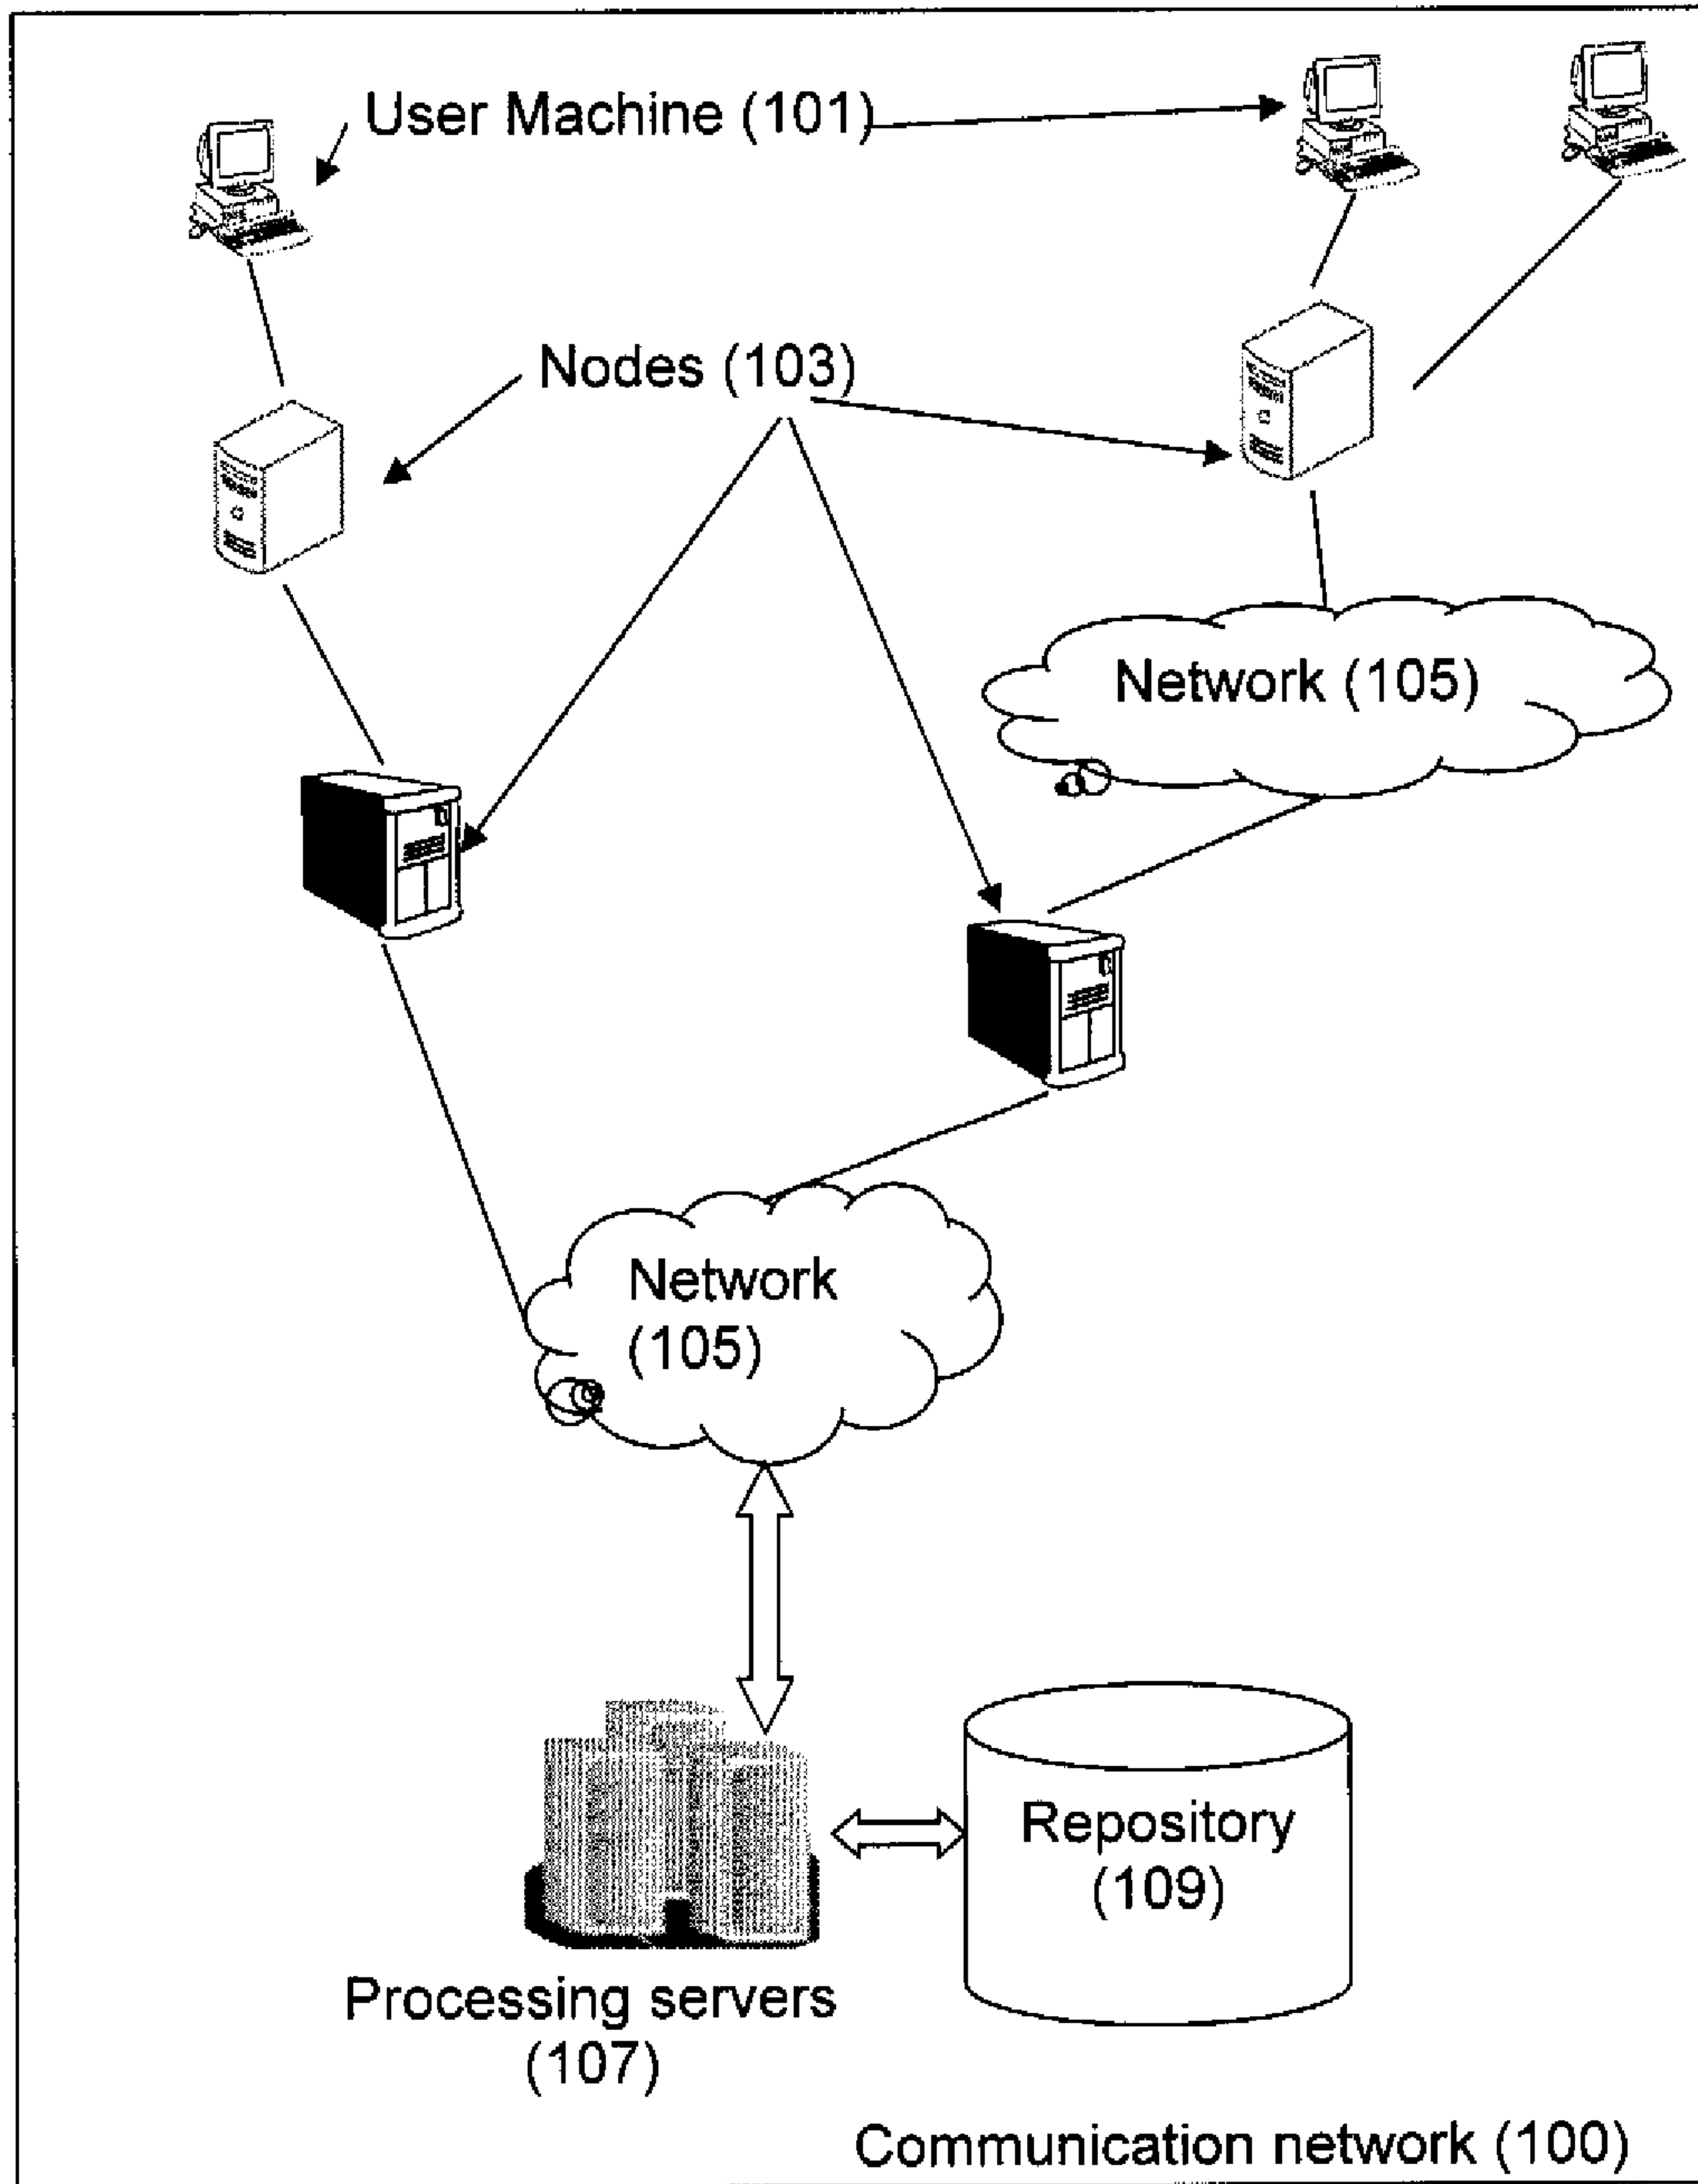 User Machine (101)
Nodes (103)
Network (105)
Network
(105)
Repository
(109)
Processing servers
(107)
Communication network (100)